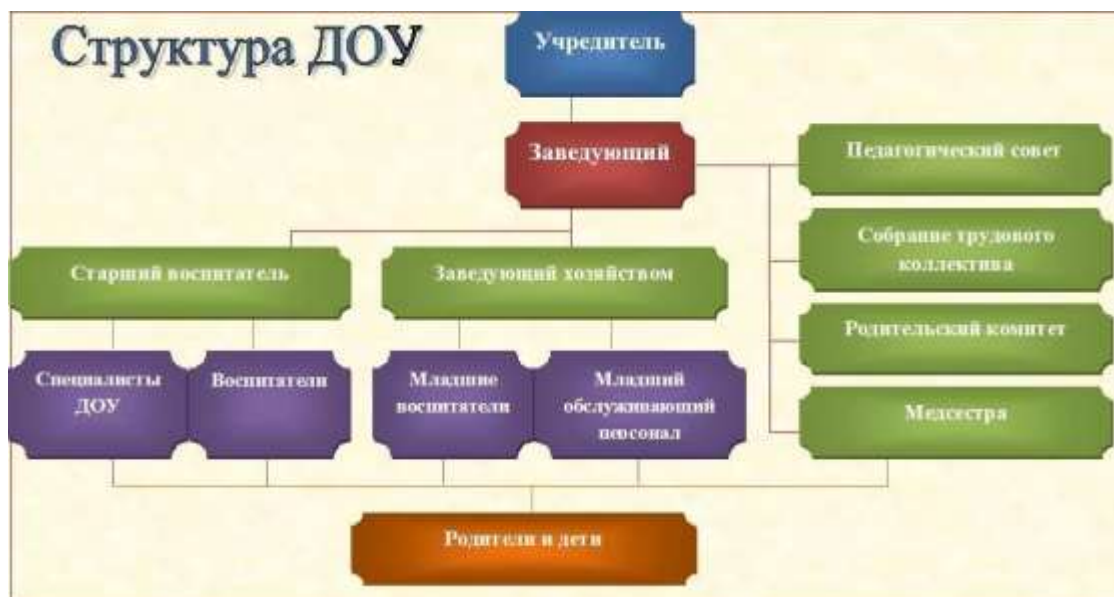 Структура ДОУ
Учредитель
Заведующий
Педагогический совет
Собрание трудового
коллектива
Родительский комитет
Медсестра
Старший воспитатель
Заведующий хозяйством
Специалисты
ДОУ
Воспитатели
Младшие
воспитатели
Младший
обслуживающий
персонал
Родители и дети